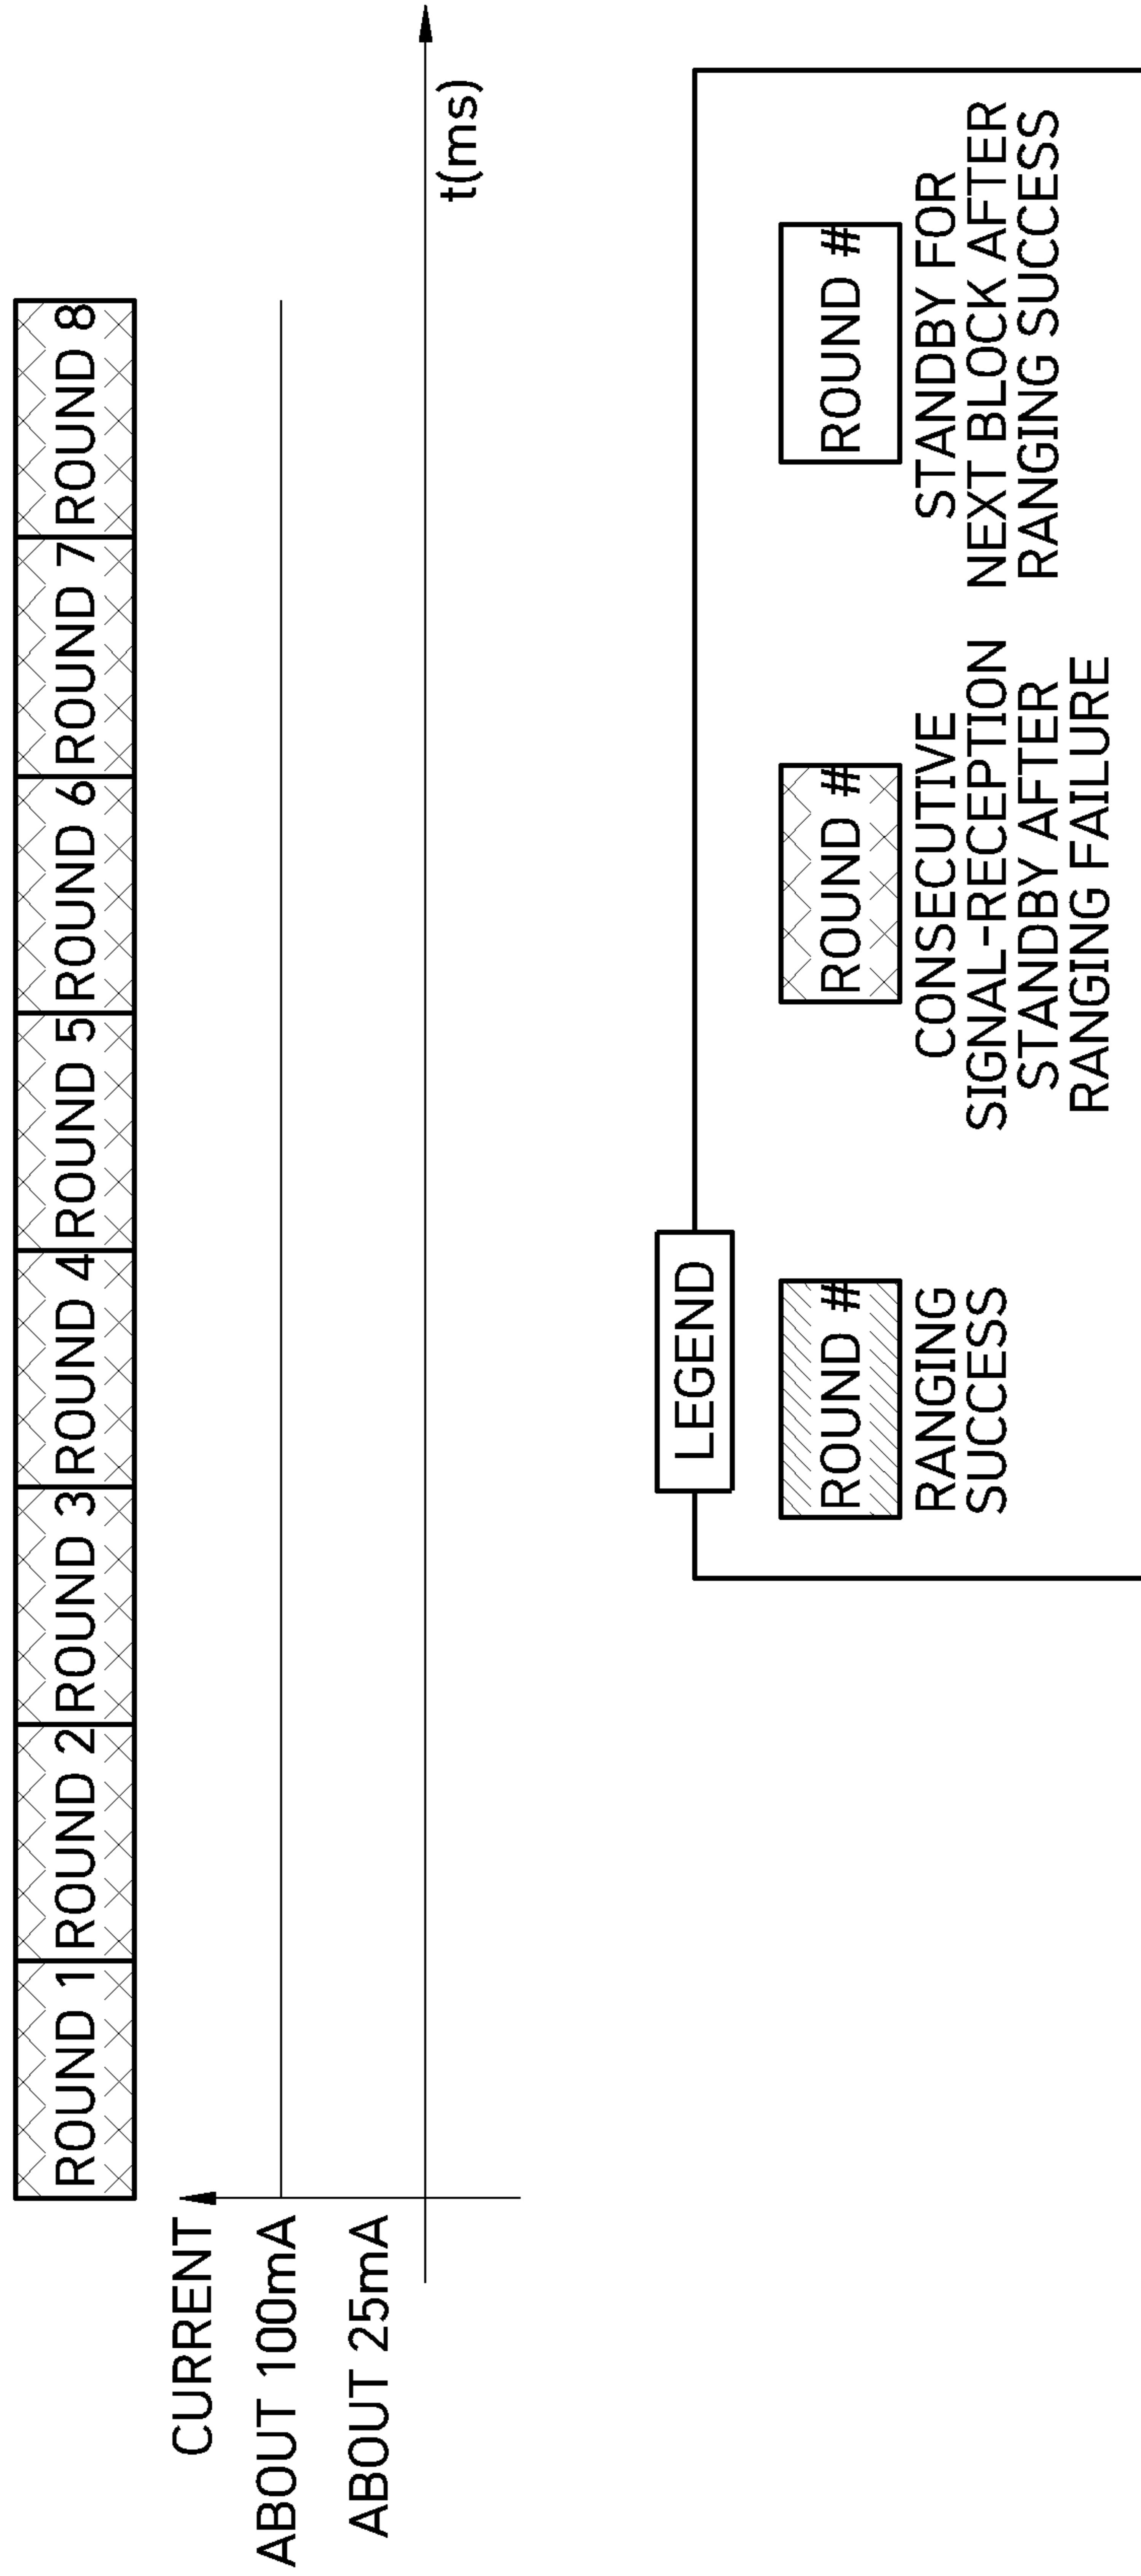 ROUND 1 ROUND 2 ROUND 3 ROUND 4 ROUND 5 ROUND 6 ROUND 7 ROUND 8
CURRENT
ABOUT 100mA
ABOUT 25mA
t(ms)
LEGEND
ROUND #
RANGING
SUCCESS
ROUND #
CONSECUTIVE
SIGNAL-RECEPTION
STANDBY AFTER
RANGING FAILURE
ROUND #
STANDBY FOR
NEXT BLOCK AFTER
RANGING SUCCESS